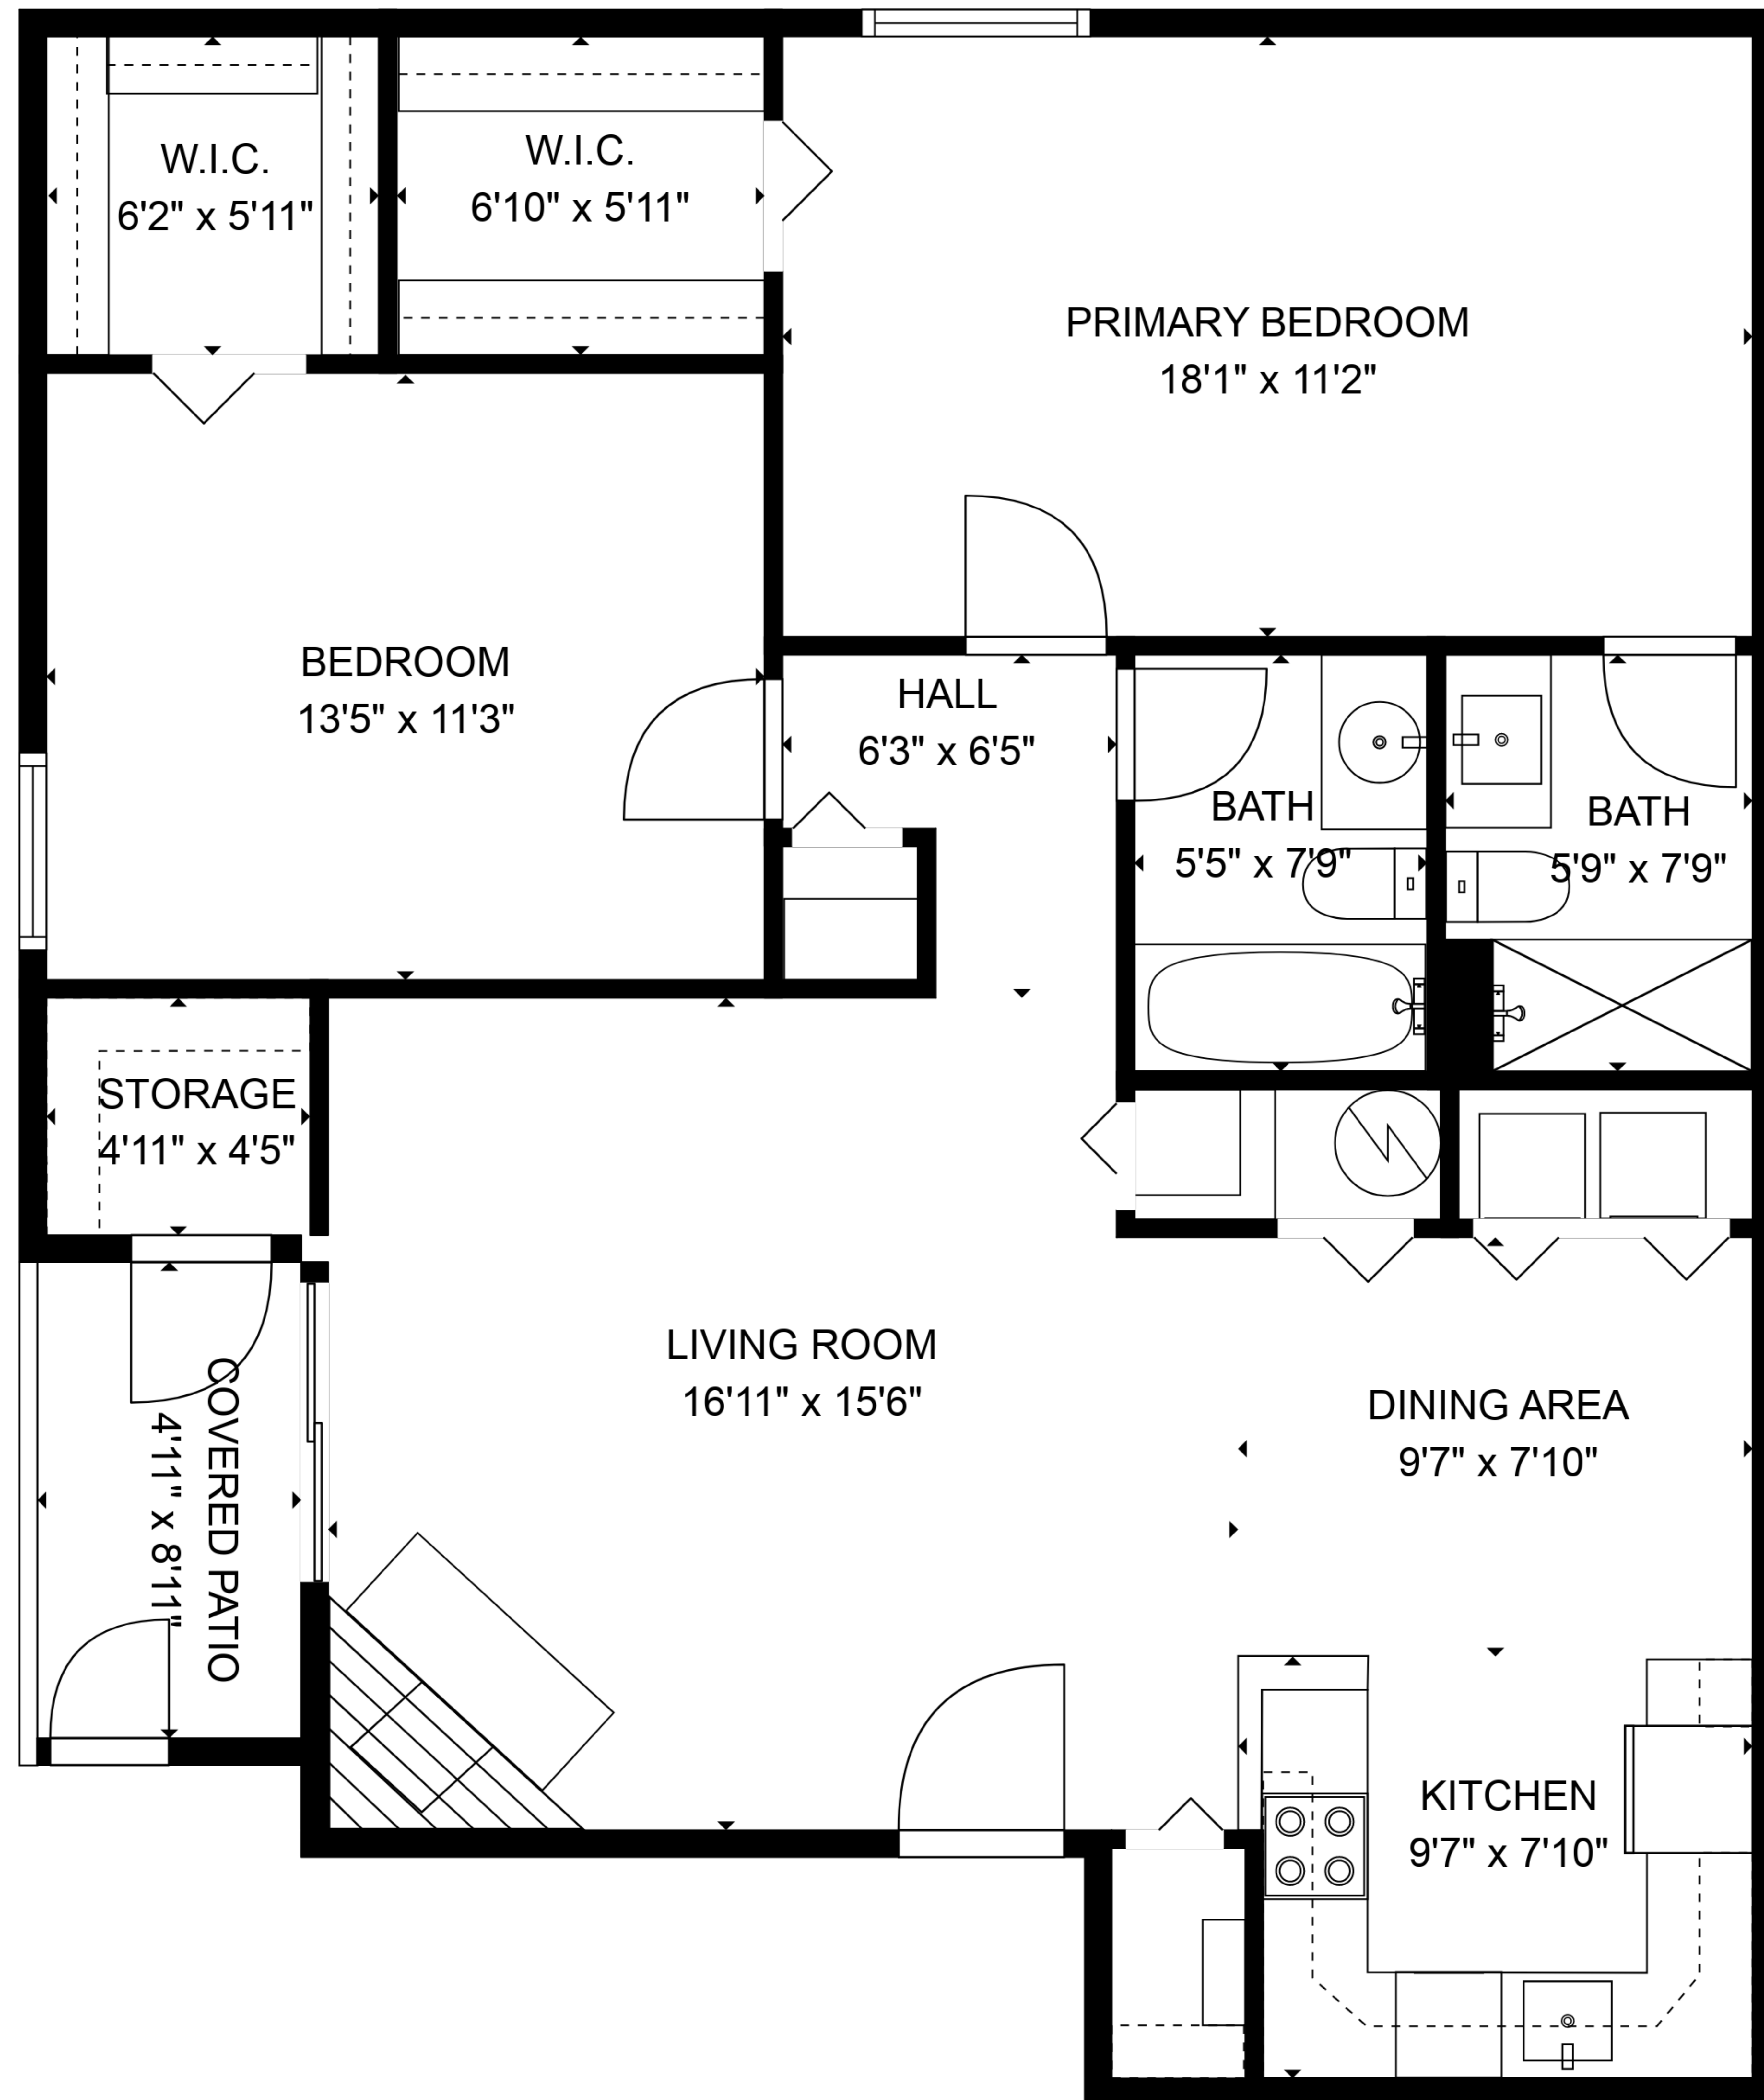 W.I.C.
6'2" x 5'11"
W.I.C.
6'10" x 5'11"
PRIMARY BEDROOM
18'1" x 11'2"
BEDROOM
13'5" x 11'3"
HALL
6'3" x 6'5"
BATH
5'5" x 7'9"
BATH
5'9" x 7'9"
STORAGE
4'11" x 4'5"
LIVING ROOM
16'11" x 15'6"
DINING AREA
9'7" x 7'10"
COVERED PATIO
4'11" x 8'11"
KITCHEN
9'7" x 7'10"